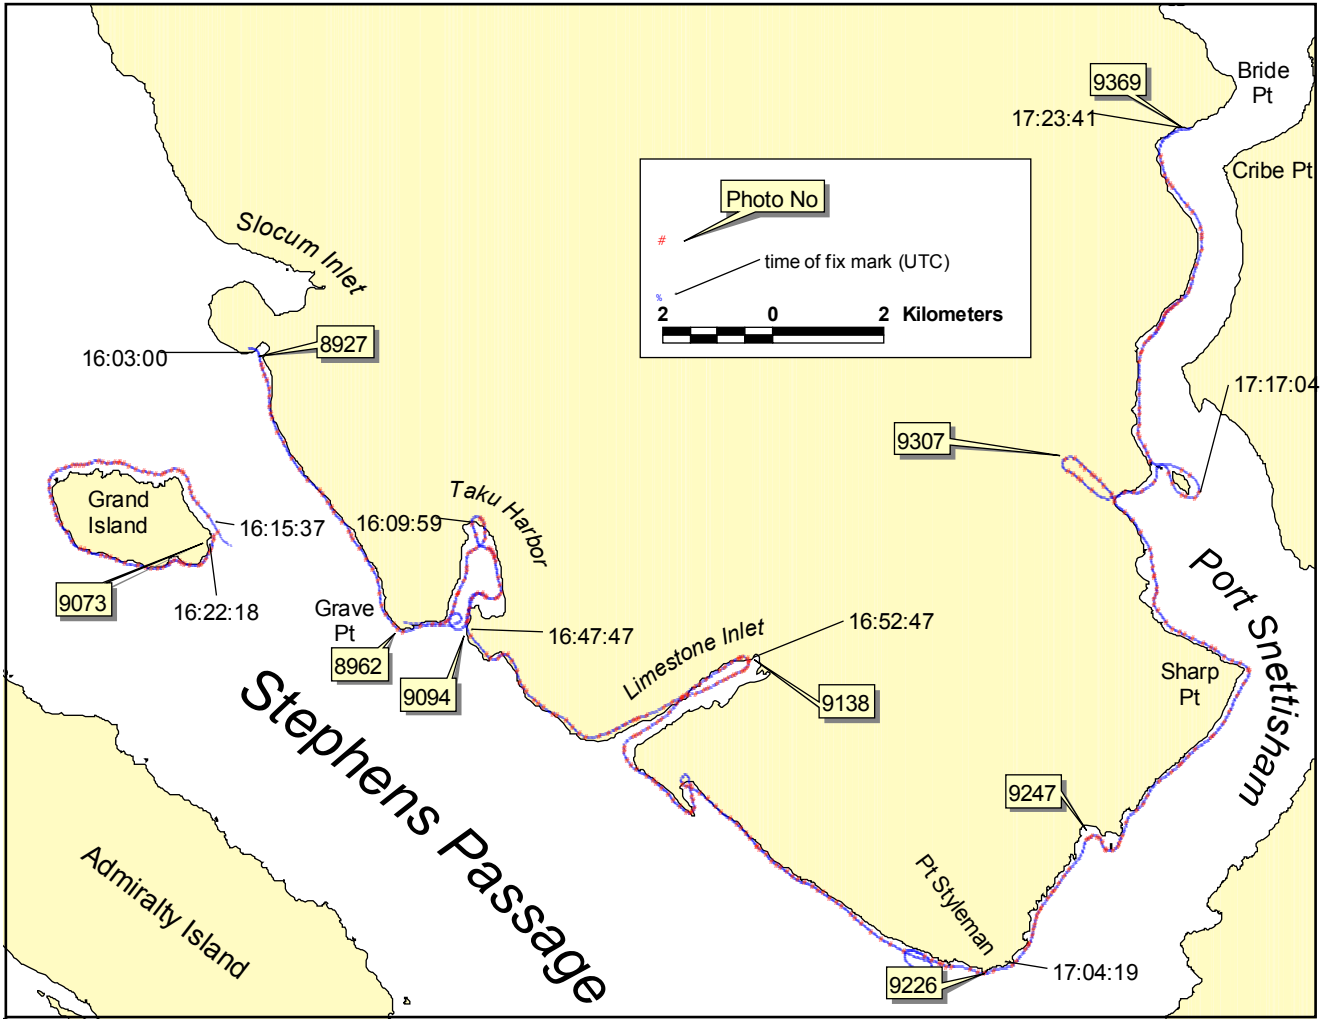 Bride
Pt
9369
17:23:41
Cribe Pt
Photo No
#
time of fix mark (UTC)
%
2 0 2 Kilometers
Slocum Inlet
8927
16:03:00
17:17:04
9307
Taku Harbor
Grand
Island
16:09:59
16:15:37
9073
16:22:18
Grave
Pt
16:47:47
8962
9094
Limestone Inlet
16:52:47
9138
Port Snettisham
Sharp
Pt
Stephens Passage
9247
Admiralty Island
Pt Styleman
17:04:19
9226